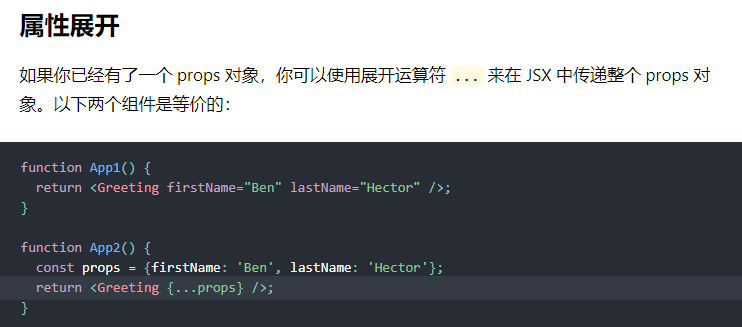 属性展开
如果你已经有了一个 props 对象，你可以使用展开运算符 ... 来在 JSX 中传递整个 props 对
象。以下两个组件是等价的：
function App1() {
  return <Greeting firstName="Ben" lastName="Hector" />;
}

function App2() {
  const props = {firstName: 'Ben', lastName: 'Hector'};
  return <Greeting {...props} />;
}